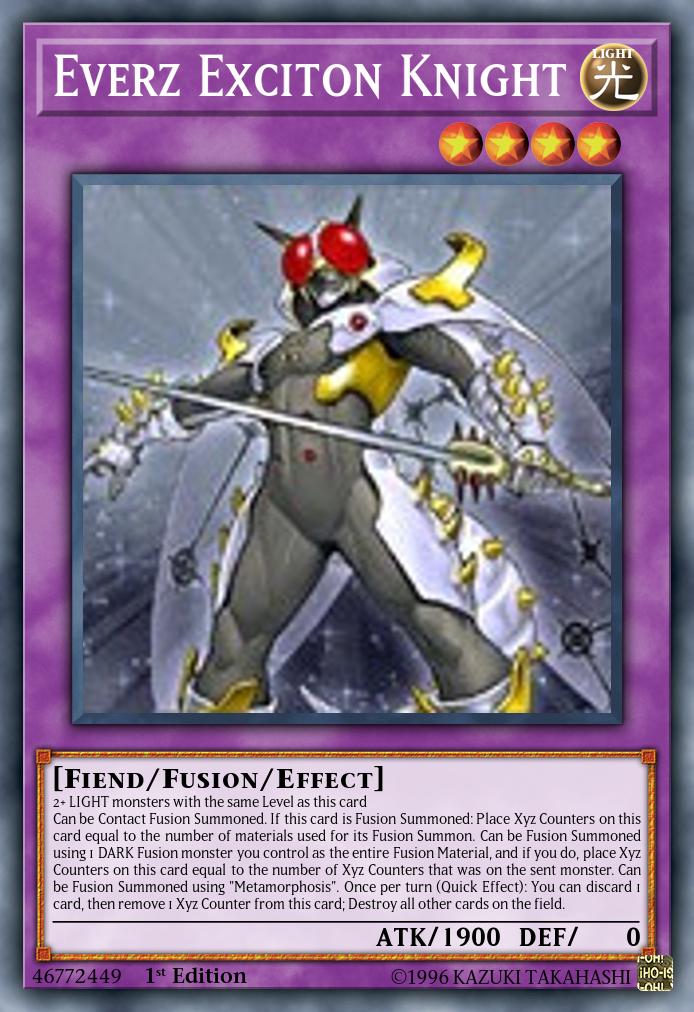 Everz Exciton Knight
LIGHT
光
[Fiend/Fusion/Effect]
2+ LIGHT monsters with the same Level as this card
Can be Contact Fusion Summoned. If this card is Fusion Summoned: Place Xyz Counters on this
card equal to the number of materials used for its Fusion Summon. Can be Fusion Summoned
using 1 DARK Fusion monster you control as the entire Fusion Material, and if you do, place Xyz
Counters on this card equal to the number of Xyz Counters that was on the sent monster. Can
be Fusion Summoned using "Metamorphosis". Once per turn (Quick Effect): You can discard 1
card, then remove 1 Xyz Counter from this card; Destroy all other cards on the field.
ATK/1900 DEF/ 0
46772449 1st Edition ©1996 KAZUKI TAKAHASHI